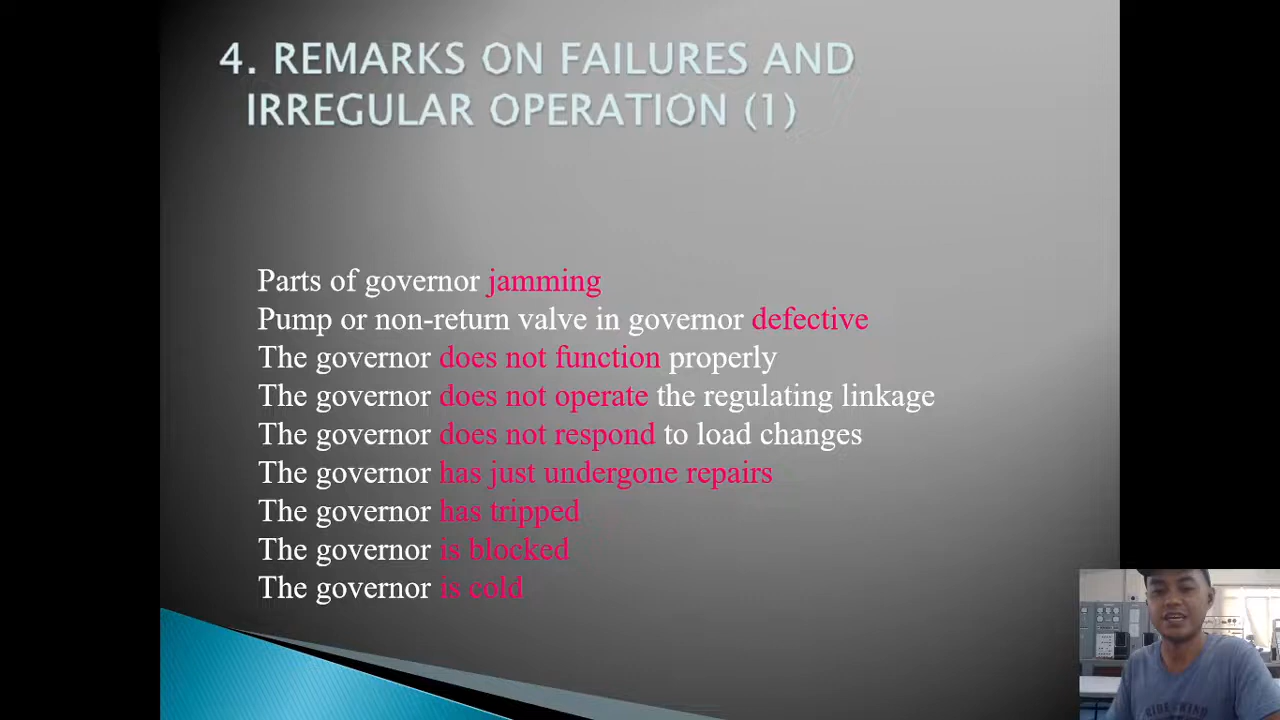 4. REMARKS ON FAILURES AND
IRREGULAR OPERATION (1)
Parts of governor jamming
Pump or non-return valve in governor defective
The governor does not function properly
The governor does not operate the regulating linkage
The governor does not respond to load changes
The governor has just undergone repairs
The governor has tripped
The governor is blocked
The governor is cold